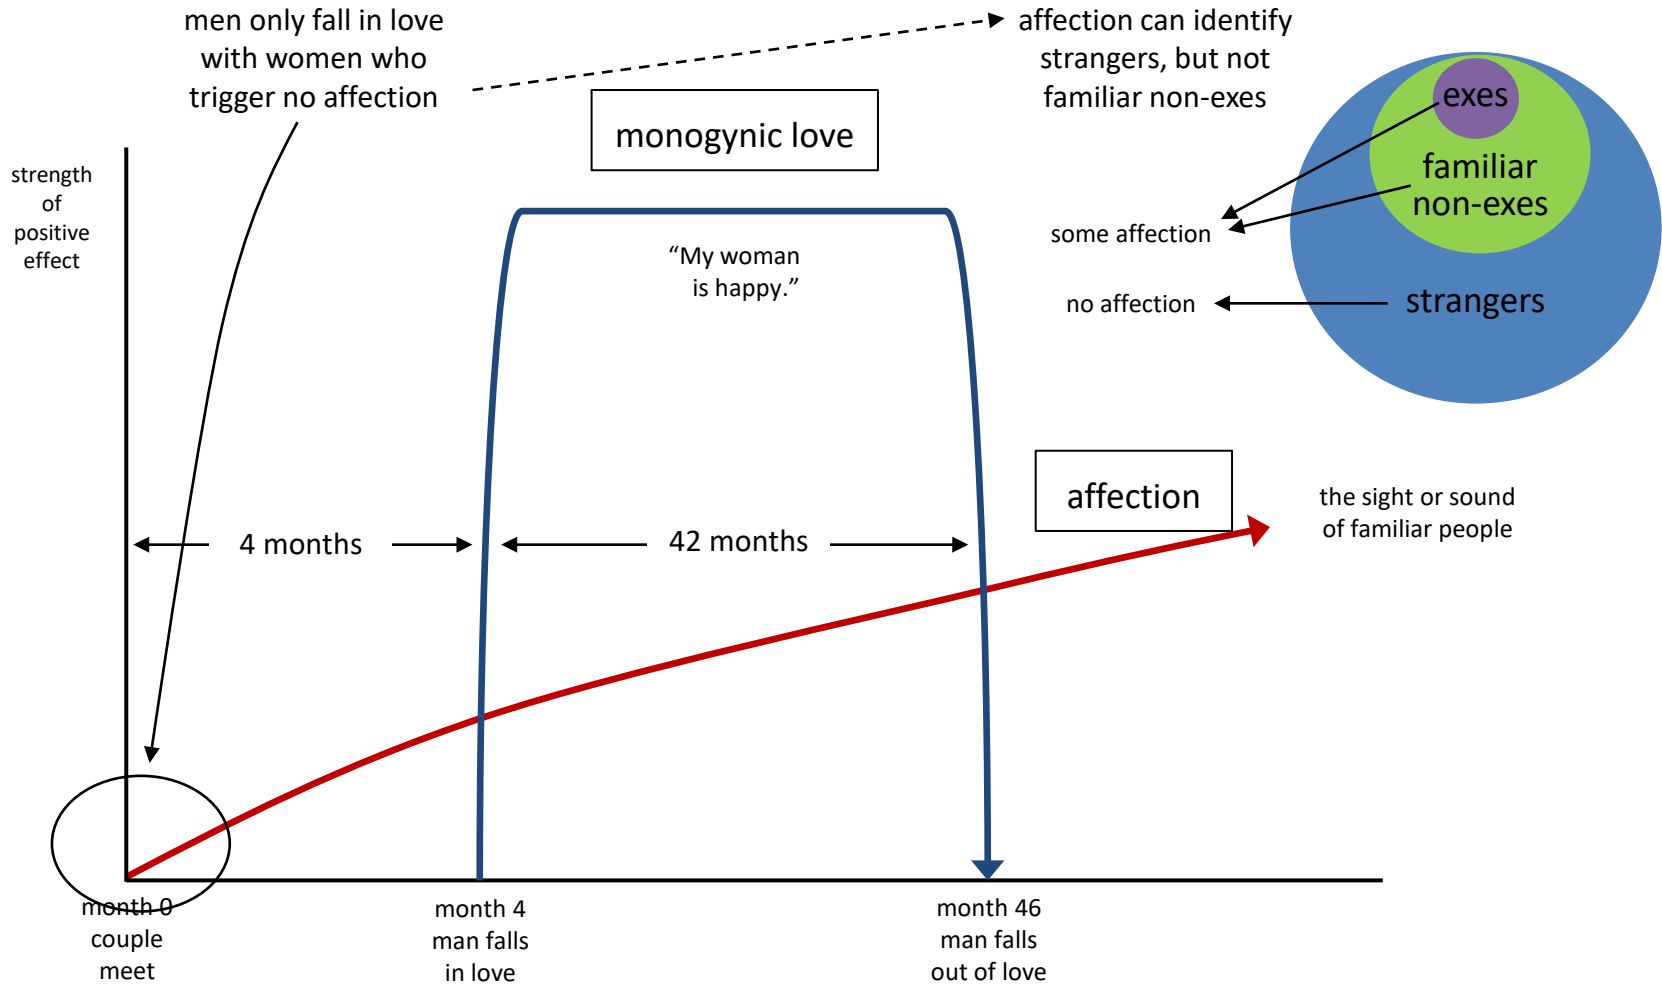 men only fall in love
with women who
trigger no affection
affection can identify
strangers, but not
familiar non-exes
monogynic love
exes
familiar
non-exes
strangers
some affection
no affection
strength
of
positive
effect
“My woman
is happy.”
affection
the sight or sound
of familiar people
4 months
42 months
month 0
couple
meet
month 4
man falls
in love
month 46
man falls
out of love